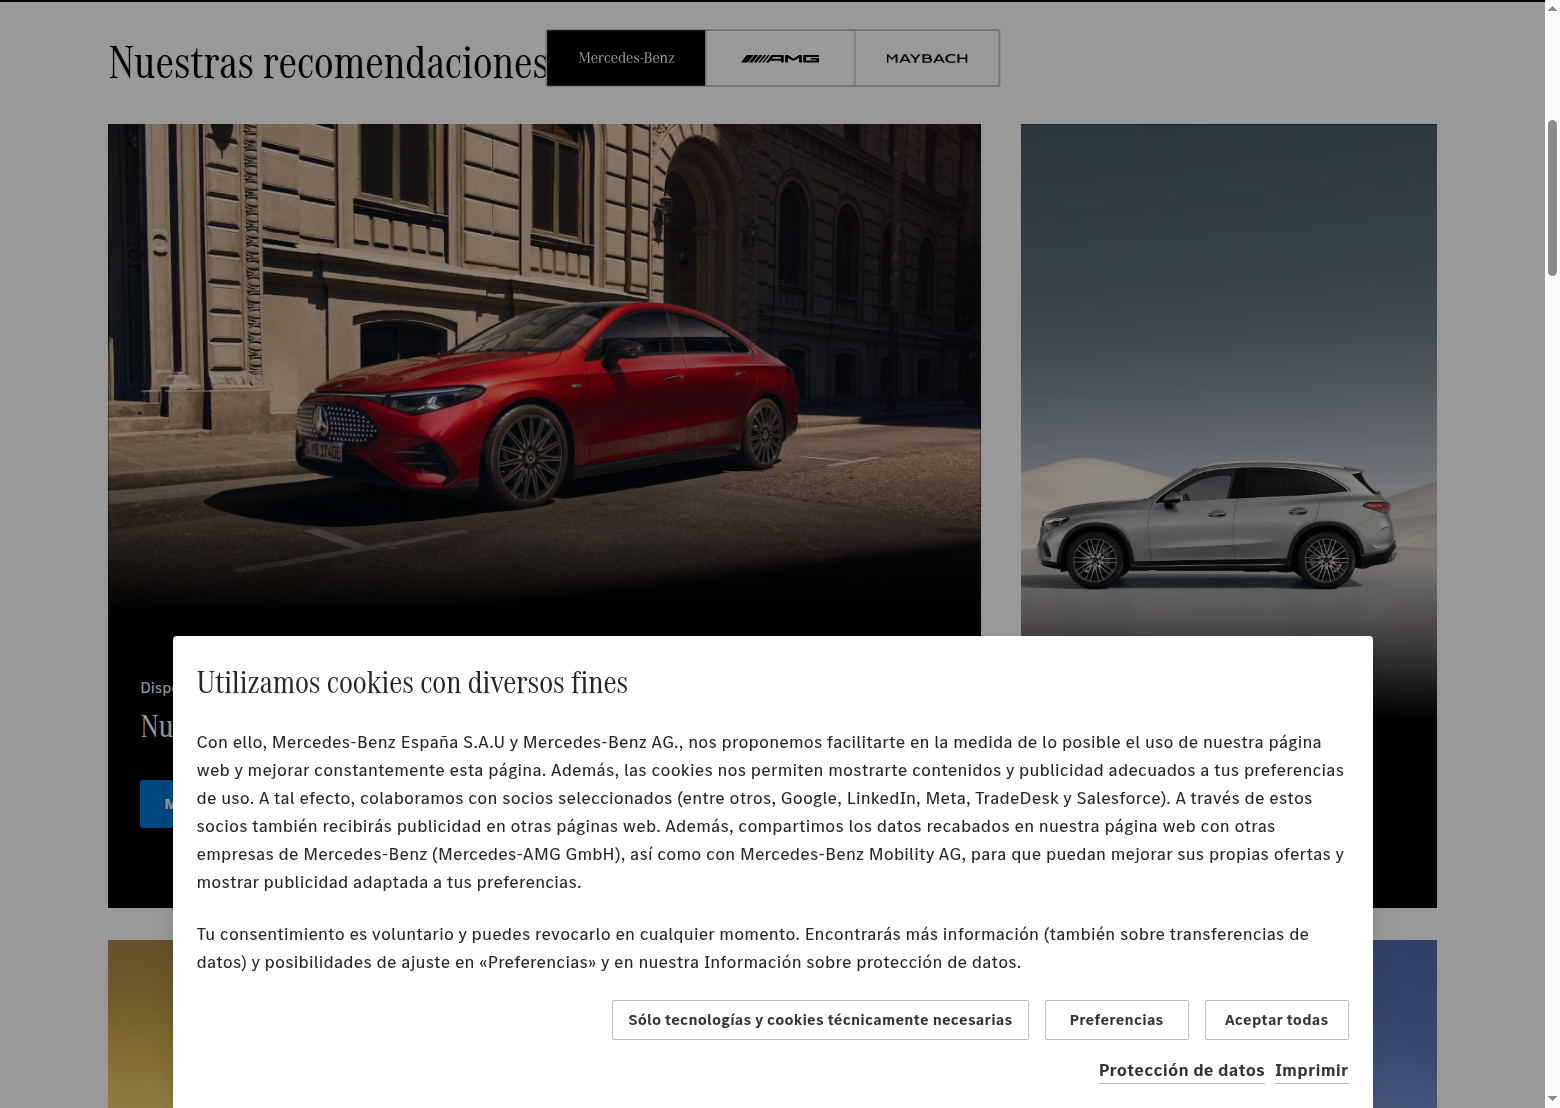 Nuestras recomendaciones
Mercedes-Benz
AMG
MAYBACH
Utilizamos cookies con diversos fines
Con ello, Mercedes-Benz España S.A.U y Mercedes-Benz AG., nos proponemos facilitarte en la medida de lo posible el uso de nuestra página
web y mejorar constantemente esta página. Además, las cookies nos permiten mostrarte contenidos y publicidad adecuados a tus preferencias
de uso. A tal efecto, colaboramos con socios seleccionados (entre otros, Google, LinkedIn, Meta, TradeDesk y Salesforce). A través de estos
socios también recibirás publicidad en otras páginas web. Además, compartimos los datos recabados en nuestra página web con otras
empresas de Mercedes-Benz (Mercedes-AMG GmbH), así como con Mercedes-Benz Mobility AG, para que puedan mejorar sus propias ofertas y
mostrar publicidad adaptada a tus preferencias.
Tu consentimiento es voluntario y puedes revocarlo en cualquier momento. Encontrarás más información (también sobre transferencias de
datos) y posibilidades de ajuste en «Preferencias» y en nuestra Información sobre protección de datos.
Sólo tecnologías y cookies técnicamente necesarias
Preferencias
Aceptar todas
Protección de datos
Imprimir